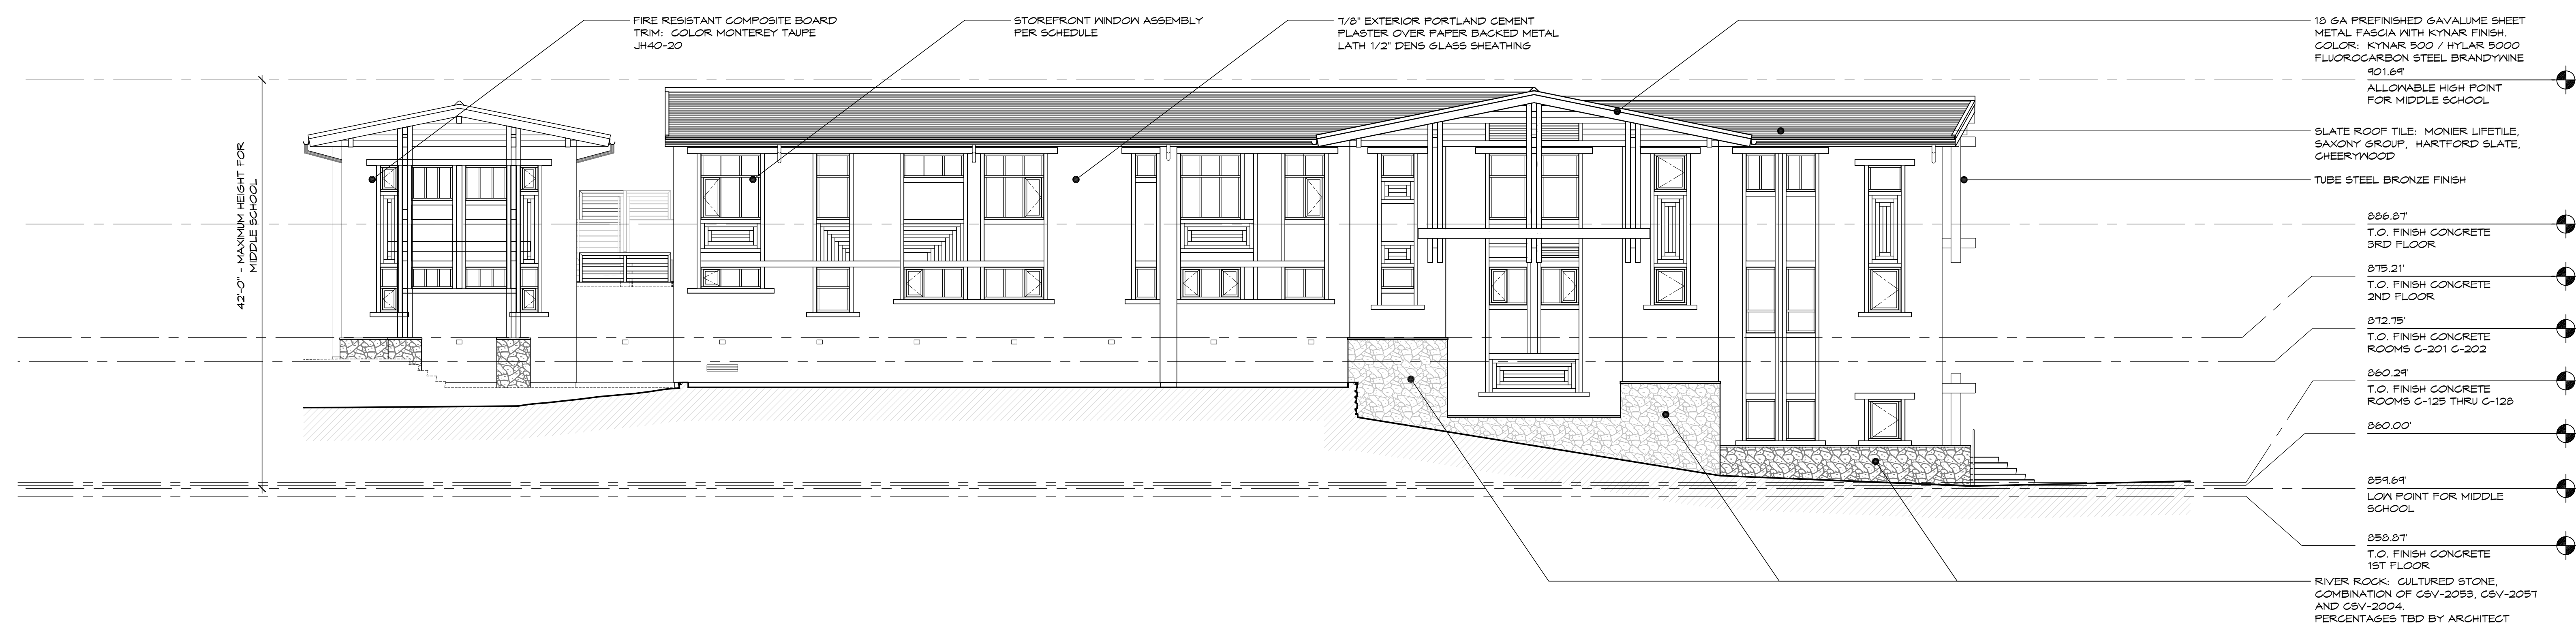 FIRE RESISTANT COMPOSITE BOARD
TRIM: COLOR MONTEREY TAUPE
JH40-20
STOREFRONT WINDOW ASSEMBLY
PER SCHEDULE
7/8" EXTERIOR PORTLAND CEMENT
PLASTER OVER PAPER BACKED METAL
LATH 1/2" DENS GLASS SHEATHING
18 GA PREFINISHED GAVALUME SHEET
METAL FASCIA WITH KYNAR FINISH.
COLOR: KYNAR 500 / HYLAR 5000
FLUOROCARBON STEEL BRANDYWINE
901.69'
ALLOWABLE HIGH POINT
FOR MIDDLE SCHOOL
SLATE ROOF TILE: MONIER LIFETILE,
SAXONY GROUP, HARTFORD SLATE,
CHEERYWOOD
TUBE STEEL BRONZE FINISH
42'-0" - MAXIMUM HEIGHT FOR
MIDDLE SCHOOL
886.87'
T.O. FINISH CONCRETE
3RD FLOOR
875.21'
T.O. FINISH CONCRETE
2ND FLOOR
872.75'
T.O. FINISH CONCRETE
ROOMS C-201 C-202
860.29'
T.O. FINISH CONCRETE
ROOMS C-125 THRU C-128
860.00'
859.69'
LOW POINT FOR MIDDLE
SCHOOL
858.87'
T.O. FINISH CONCRETE
1ST FLOOR
RIVER ROCK: CULTURED STONE,
COMBINATION OF CSV-2053, CSV-2057
AND CSV-2004.
PERCENTAGES TBD BY ARCHITECT